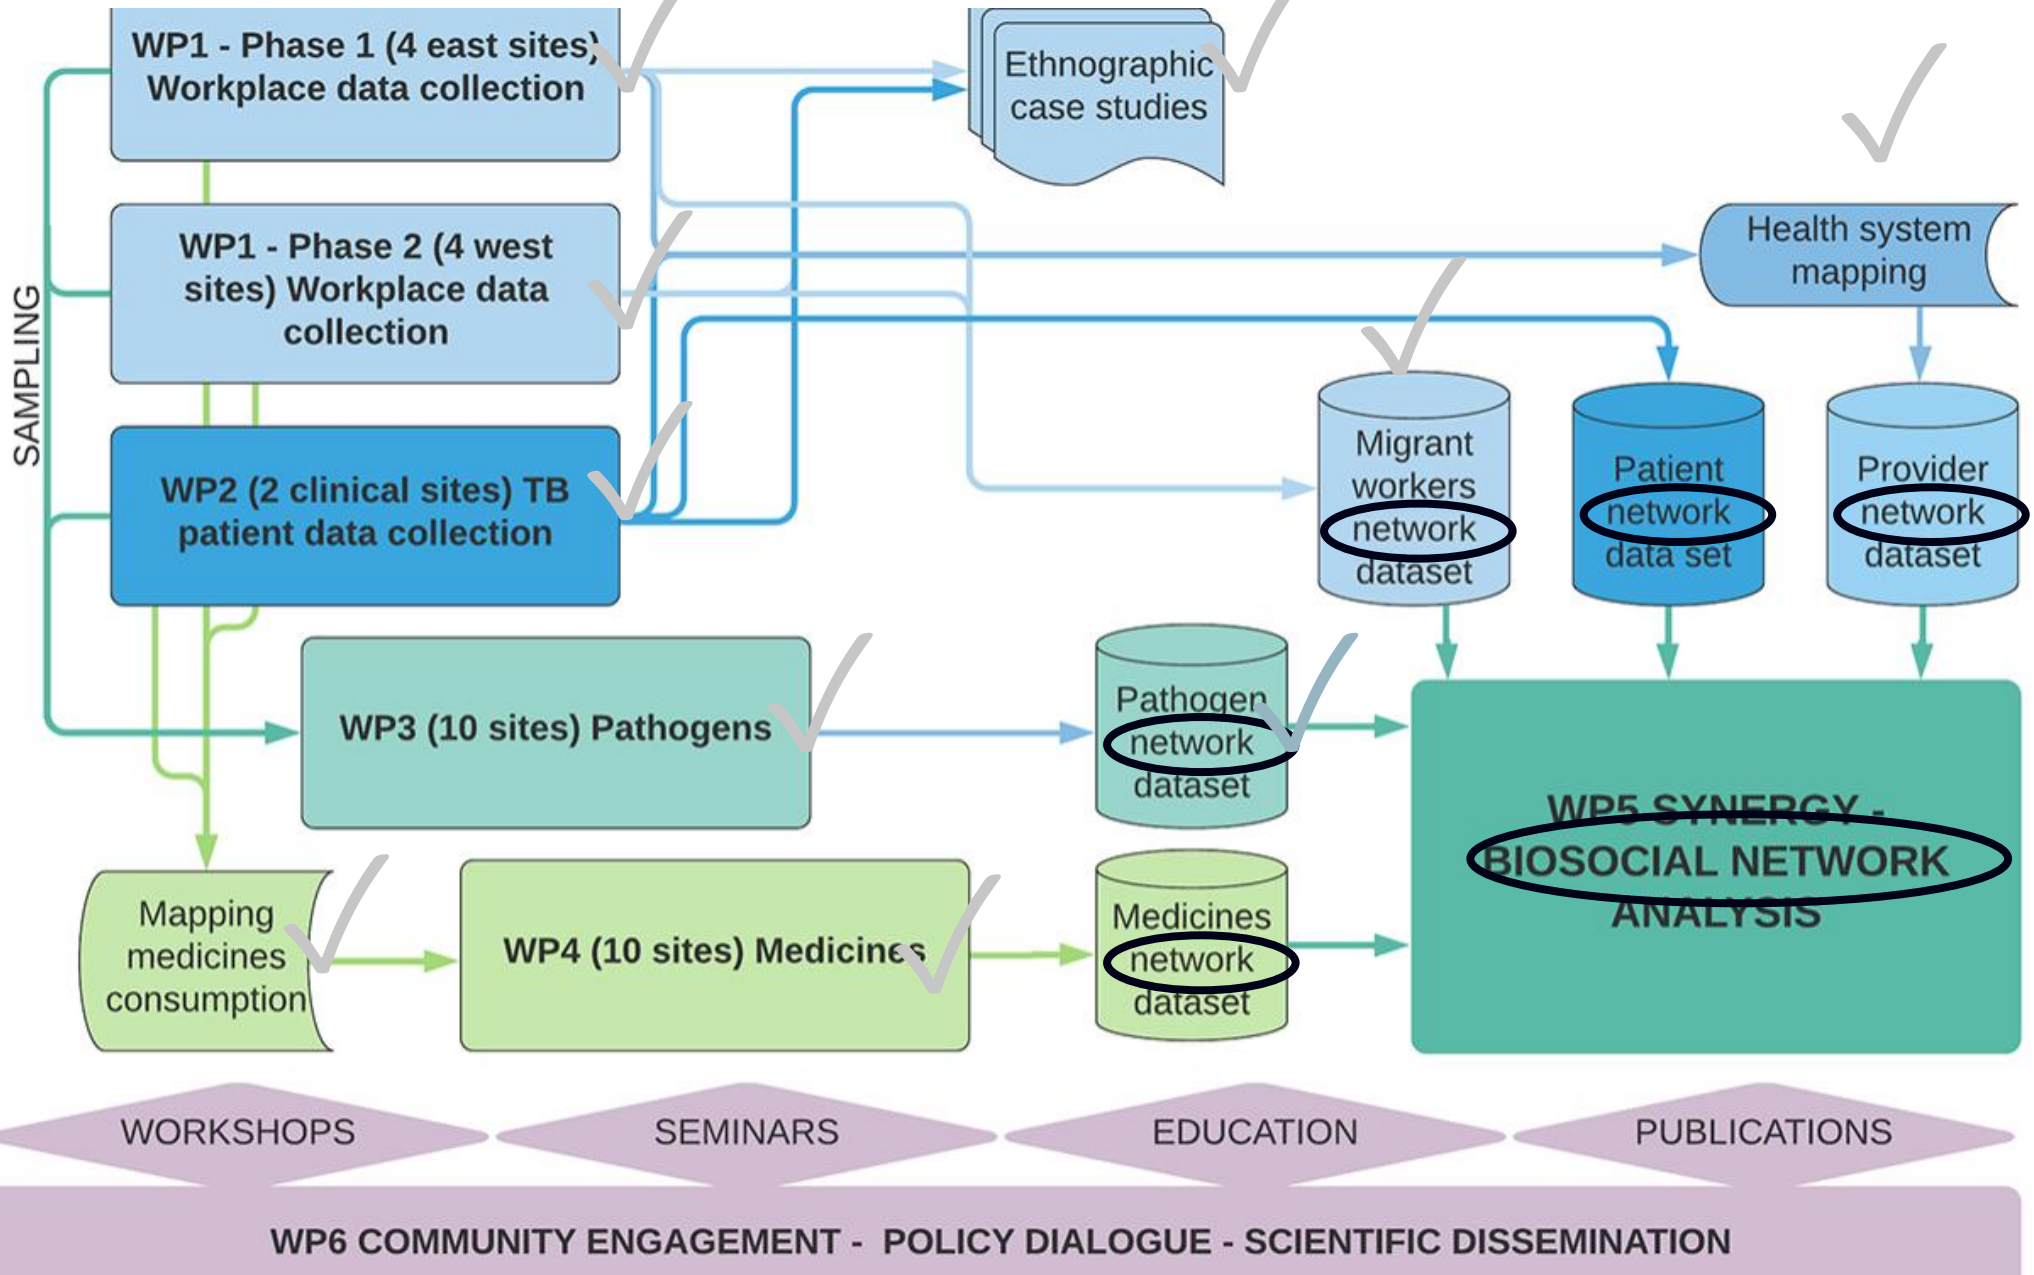 WP1 - Phase 1 (4 east sites)
Workplace data collection
Ethnographic
case studies
WP1 - Phase 2 (4 west
sites) Workplace data
collection
Health system
mapping
SAMPLING
WP2 (2 clinical sites) TB
patient data collection
Migrant
workers
network
dataset
Patient
network
data set
Provider
network
dataset
WP3 (10 sites) Pathogens
Pathogen
network
dataset
WP5 SYNERGY -
BIOSOCIAL NETWORK
ANALYSIS
Mapping
medicines
consumption
WP4 (10 sites) Medicines
Medicines
network
dataset
WORKSHOPS
SEMINARS
EDUCATION
PUBLICATIONS
WP6 COMMUNITY ENGAGEMENT - POLICY DIALOGUE - SCIENTIFIC DISSEMINATION